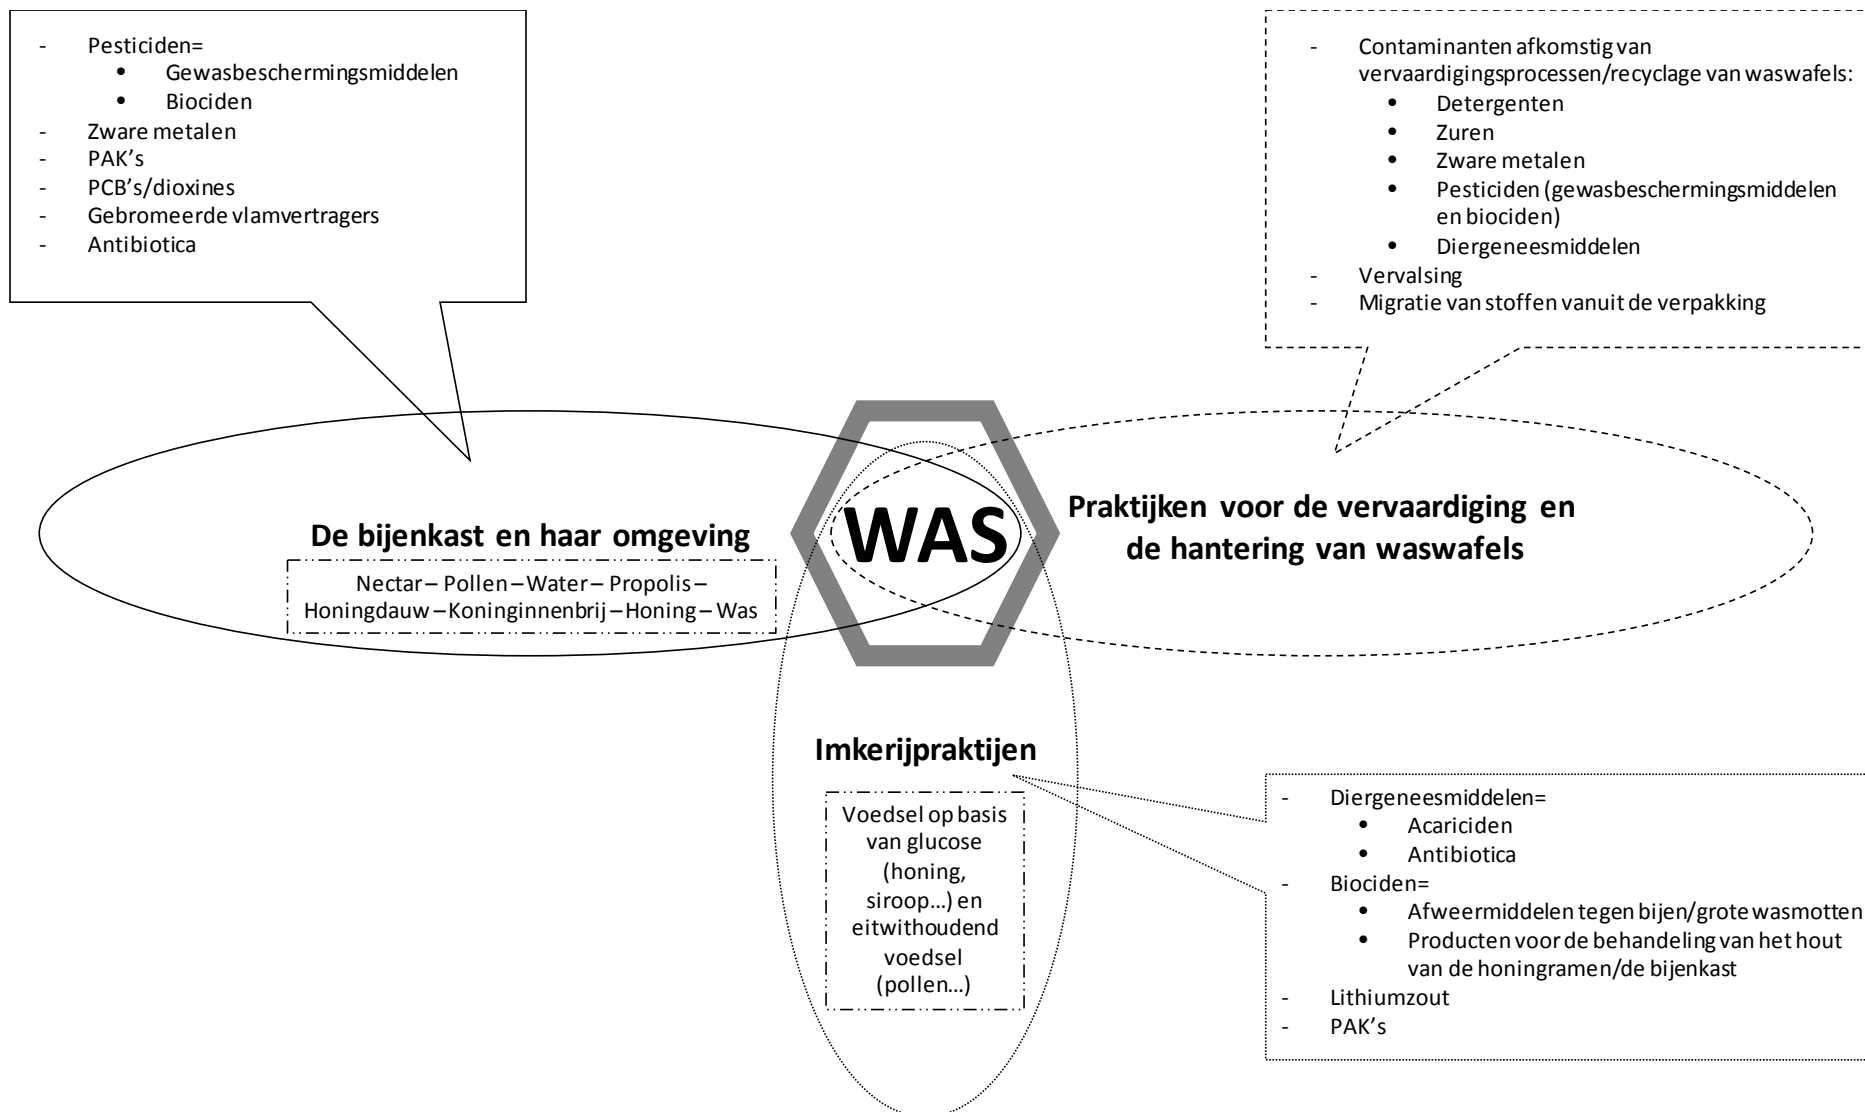 - Pesticiden=
• Gewasbeschermingsmiddelen
• Biociden
- Zware metalen
- PAK's
- PCB's/dioxines
- Gebromeerde vlamvertragers
- Antibiotica
- Contaminanten afkomstig van
vervaardigingsprocessen/recyclage van waswafels:
• Detergenten
• Zuren
• Zware metalen
• Pesticiden (gewasbeschermingsmiddelen
en biociden)
• Diergeneesmiddelen
- Vervalsing
- Migratie van stoffen vanuit de verpakking
De bijenkast en haar omgeving
Nectar – Pollen – Water – Propolis –
Honingdauw – Koninginnenbrij – Honing – Was
WAS
Praktijken voor de vervaardiging en
de hantering van waswafels
Imkerijpraktijen
Voedsel op basis
van glucose
(honing,
siroop...) en
eitwithoudend
voedsel
(pollen...)
- Diergeneesmiddelen=
• Acariciden
• Antibiotica
- Biociden=
• Afweermiddelen tegen bijen/grote wasmotten
• Producten voor de behandeling van het hout
van de honingramen/de bijenkast
- Lithiumzout
- PAK's